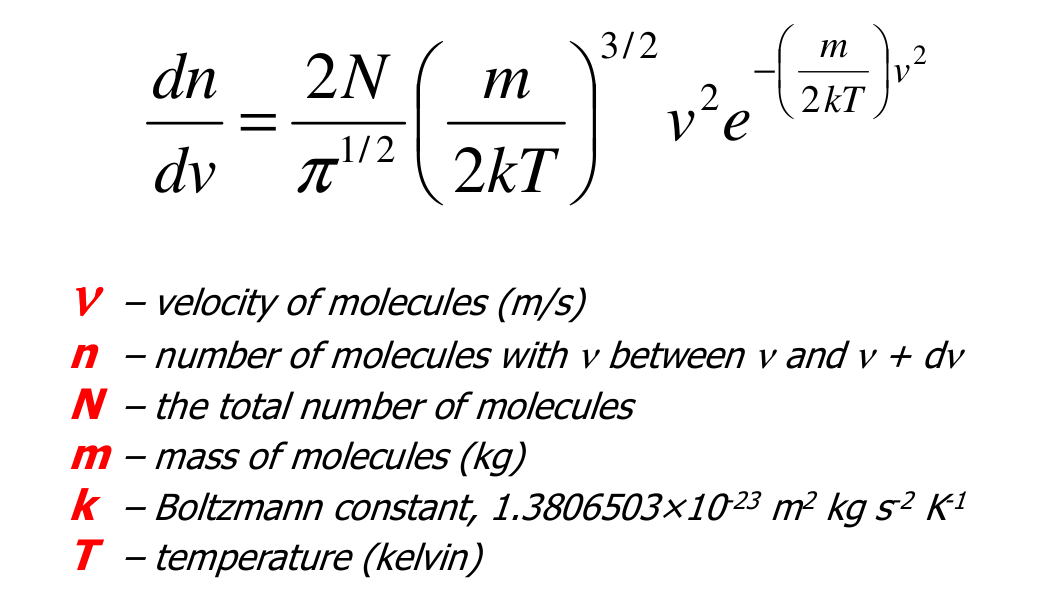 dn/dv = 2N/π^1/2 (m/2kT)^3/2 v^2 e^-(m/2kT)v^2
ν – velocity of molecules (m/s)
n – number of molecules with ν between ν and ν + dν
N – the total number of molecules
m – mass of molecules (kg)
k – Boltzmann constant, 1.3806503×10^-23 m^2 kg s^-2 K^-1
T – temperature (kelvin)